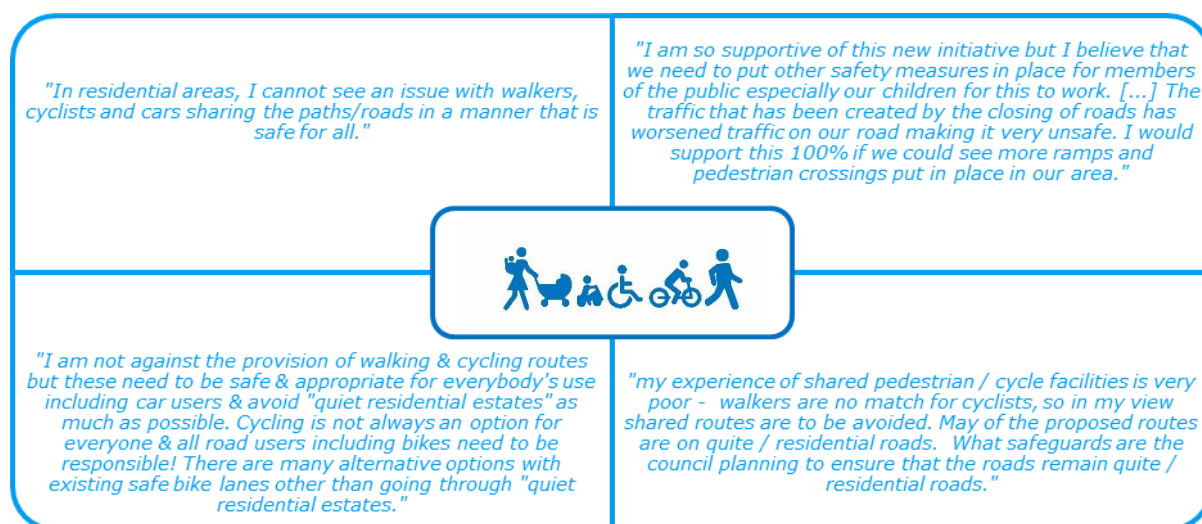 "In residential areas, I cannot see an issue with walkers,
cyclists and cars sharing the paths/roads in a manner that is
safe for all."
"I am so supportive of this new initiative but I believe that
we need to put other safety measures in place for members
of the public especially our children for this to work. [...] The
traffic that has been created by the closing of roads has
worsened traffic on our road making it very unsafe. I would
support this 100% if we could see more ramps and
pedestrian crossings put in place in our area."
"I am not against the provision of walking & cycling routes
but these need to be safe & appropriate for everybody's use
including car users & avoid "quiet residential estates" as
much as possible. Cycling is not always an option for
everyone & all road users including bikes need to be
responsible! There are many alternative options with
existing safe bike lanes other than going through "quiet
residential estates."
"my experience of shared pedestrian / cycle facilities is very
poor - walkers are no match for cyclists, so in my view
shared routes are to be avoided. May of the proposed routes
are on quite / residential roads. What safeguards are the
council planning to ensure that the roads remain quite /
residential roads."